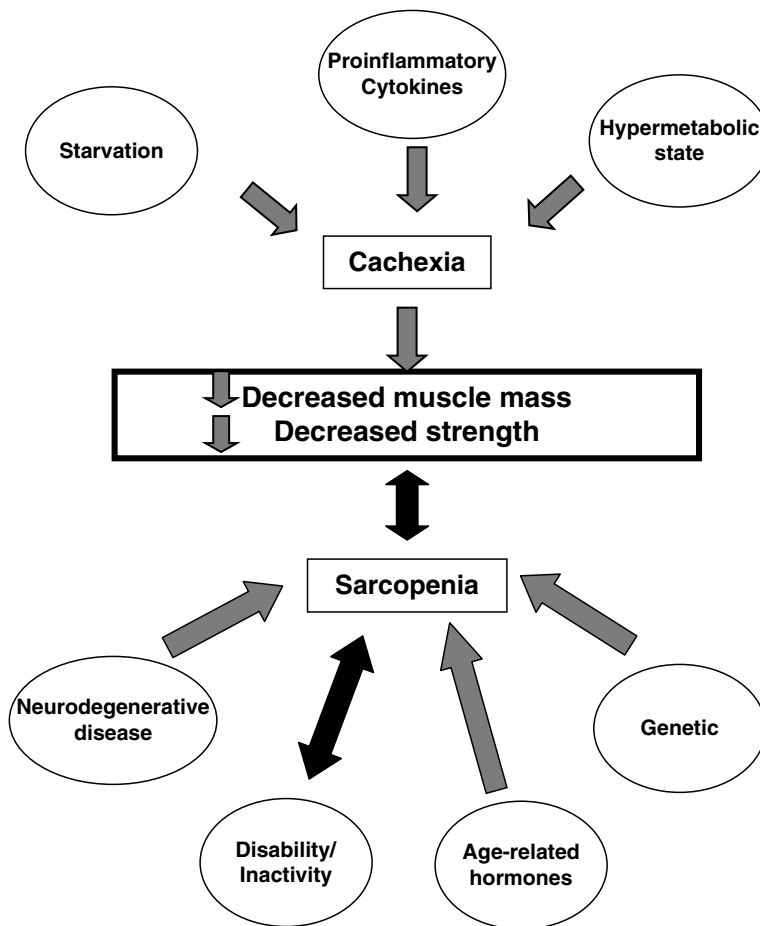 Proinflammatory
Cytokines
Starvation
Hypermetabolic
state
Cachexia
Decreased muscle mass
Decreased strength
Sarcopenia
Neurodegenerative
disease
Genetic
Disability/
Inactivity
Age-related
hormones